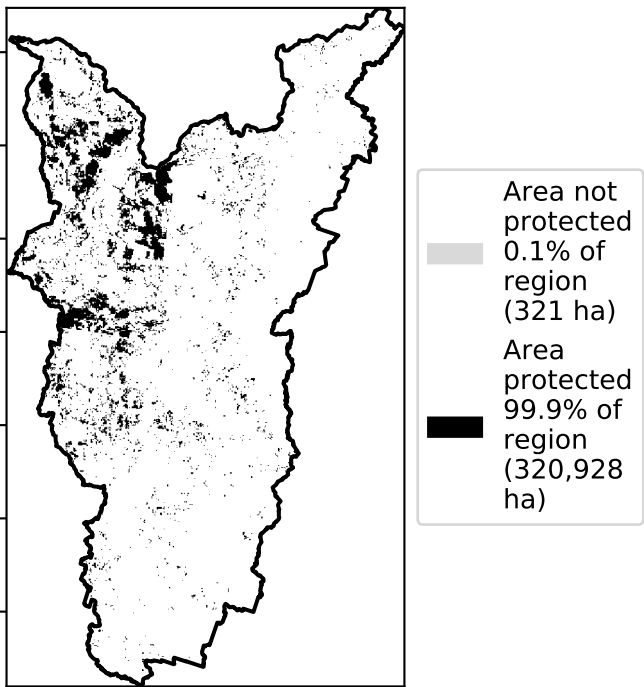 Area not
protected
0.1% of
region
(321 ha)
Area
protected
99.9% of
region
(320,928
ha)